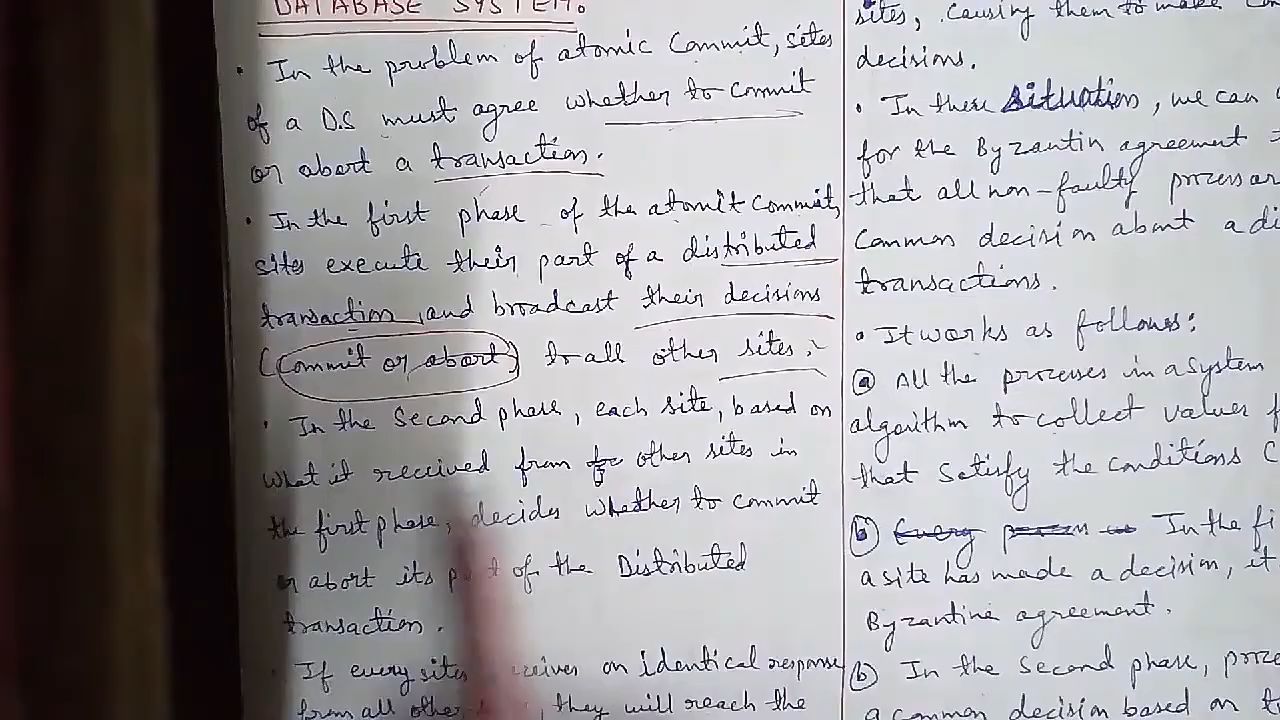 DATABASE SYSTEM.
• In the problem of atomic Commit, sites
of a D.S must agree whether to commit
or abort a transaction.
• In the first phase of the atomit Commit,
sites execute their part of a distributed
transaction, and broadcast their decisions
(Commit or abort) to all other sites.
• In the Second phase, each site, based on
what it received from other sites in
the first phase, decides whether to commit
or abort its of the Distributed
transaction.
• If every sites on identical response
from all other they will reach the
sites, causing them to make
decisions.
• In there Situation, we can
for the Byzantin agreement
that all non-faulty processor
Common decision about a di
transactions.
• It works as follows:
(a) All the processes in a system
algorithm to collect values f
that Satisfy the conditions C
(b) In the fi
a site has made a decision, it
Byzantine agreement.
(b) In the Second phase, proce
a common decision based on t